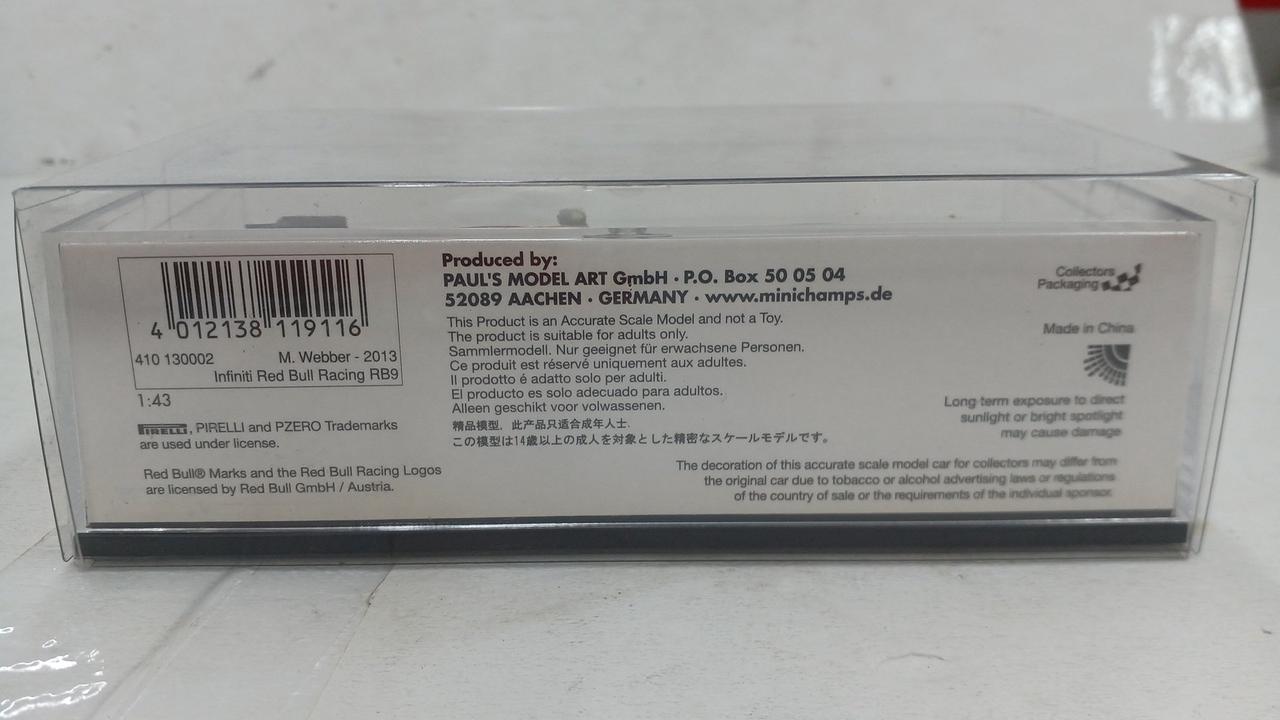 4 012138 119116
410 130002 M. Webber - 2013
Infiniti Red Bull Racing RB9
1:43
PIRELLI, PIRELLI and PZERO Trademarks
are used under license.
Red Bull® Marks and the Red Bull Racing Logos
are licensed by Red Bull GmbH / Austria.
Produced by:
PAUL'S MODEL ART GmbH · P.O. Box 50 05 04
52089 AACHEN · GERMANY · www.minichamps.de
This Product is an Accurate Scale Model and not a Toy.
The product is suitable for adults only.
Sammlermodell. Nur geeignet für erwachsene Personen.
Ce produit est réservé uniquement aux adultes.
Il prodotto é adatto solo per adulti.
El producto es solo adecuado para adultos.
Alleen geschikt voor volwassenen.
精品模型，此产品只适合成年人士.
この模型は14歳以上の成人を対象とした精密なスケールモデルです。
Collectors
Packaging
Made in China
Long term exposure to direct
sunlight or bright spotlight
may cause damage
The decoration of this accurate scale model car for collectors may differ from
the original car due to tobacco or alcohol advertising laws or regulations
of the country of sale or the requirements of the individual sponsor.